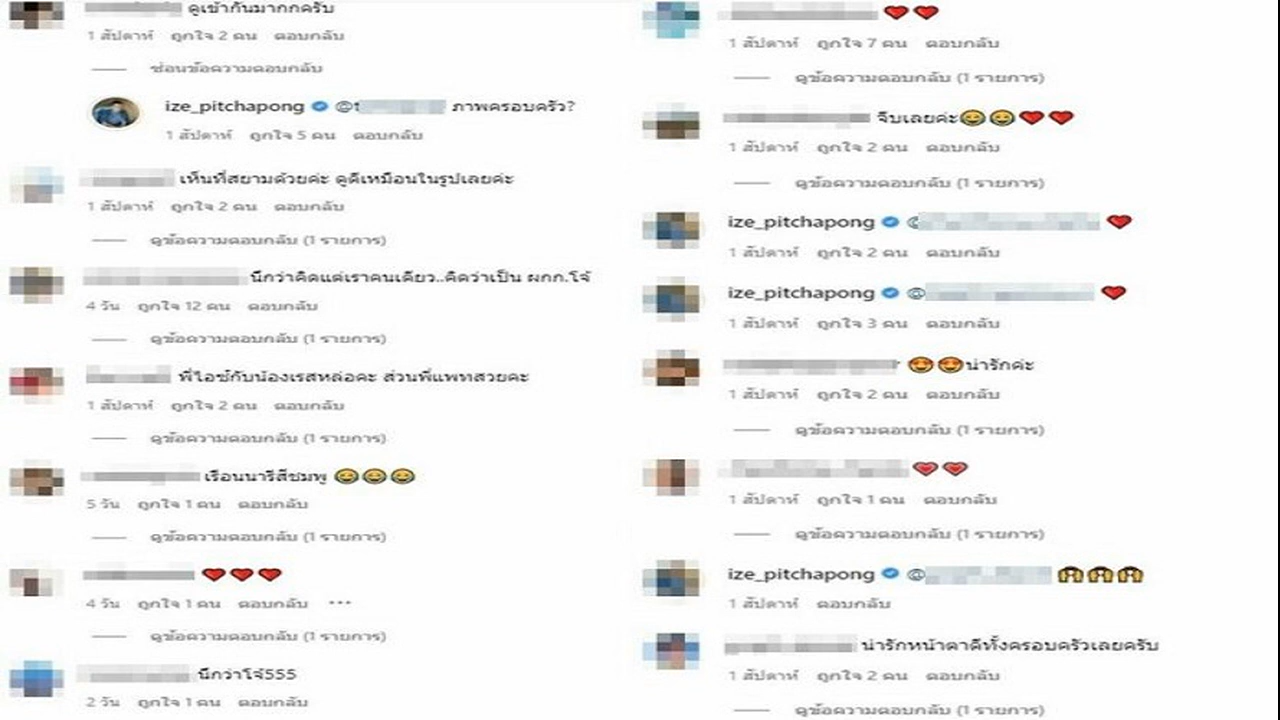 ดูเข้ากันมากกครับ
1 สัปดาห์ ถูกใจ 2 คน ตอบกลับ
ซ่อนข้อความตอบกลับ
ize_pitchapong @t ภาพครอบครัว?
1 สัปดาห์ ถูกใจ 5 คน ตอบกลับ
เห็นที่สยามด้วยค่ะ ดูดีเหมือนในรูปเลยค่ะ
1 สัปดาห์ ถูกใจ 2 คน ตอบกลับ
ดูข้อความตอบกลับ (1 รายการ)
นึกว่าคิดแต่เราคนเดียว..คิดว่าเป็น ผกก.โจ้
4 วัน ถูกใจ 12 คน ตอบกลับ
ดูข้อความตอบกลับ (1 รายการ)
พี่ไอซ์กับน้องเรสหล่อคะ ส่วนพี่แพทสวยคะ
1 สัปดาห์ ถูกใจ 2 คน ตอบกลับ
ดูข้อความตอบกลับ (1 รายการ)
เรือนนารีสีชมพู 😂😂😂
5 วัน ถูกใจ 1 คน ตอบกลับ
ดูข้อความตอบกลับ (1 รายการ)
❤️❤️❤️
4 วัน ถูกใจ 1 คน ตอบกลับ ...
ดูข้อความตอบกลับ (1 รายการ)
นึกว่าโจ้555
2 วัน ถูกใจ 1 คน ตอบกลับ
❤️❤️
1 สัปดาห์ ถูกใจ 7 คน ตอบกลับ
ดูข้อความตอบกลับ (1 รายการ)
จึบเลยค่ะ😂😂❤️❤️
1 สัปดาห์ ถูกใจ 2 คน ตอบกลับ
ดูข้อความตอบกลับ (1 รายการ)
ize_pitchapong @ ❤️
1 สัปดาห์ ถูกใจ 2 คน ตอบกลับ
ize_pitchapong @ ❤️
1 สัปดาห์ ถูกใจ 3 คน ตอบกลับ
😍😍น่ารักค่ะ
1 สัปดาห์ ถูกใจ 2 คน ตอบกลับ
ดูข้อความตอบกลับ (1 รายการ)
💗💗
1 สัปดาห์ ถูกใจ 1 คน ตอบกลับ
ดูข้อความตอบกลับ (1 รายการ)
ize_pitchapong @
1 สัปดาห์ ตอบกลับ
น่ารักหน้าตาดีทั้งครอบครัวเลยครับ
1 สัปดาห์ ถูกใจ 2 คน ตอบกลับ
ดูข้อความตอบกลับ (1 รายการ)